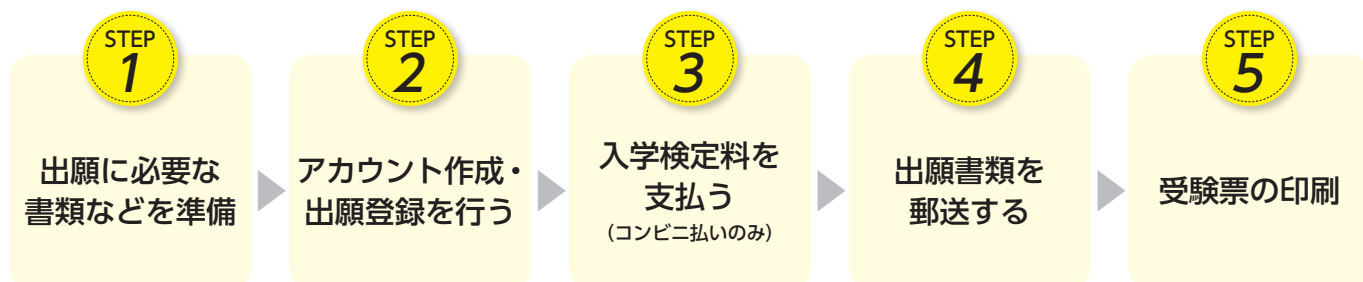 STEP
1
出願に必要な
書類などを準備
STEP
2
アカウント作成・
出願登録を行う
STEP
3
入学検定料を
支払う
（コンビニ払いのみ）
STEP
4
出願書類を
郵送する
STEP
5
受験票の印刷